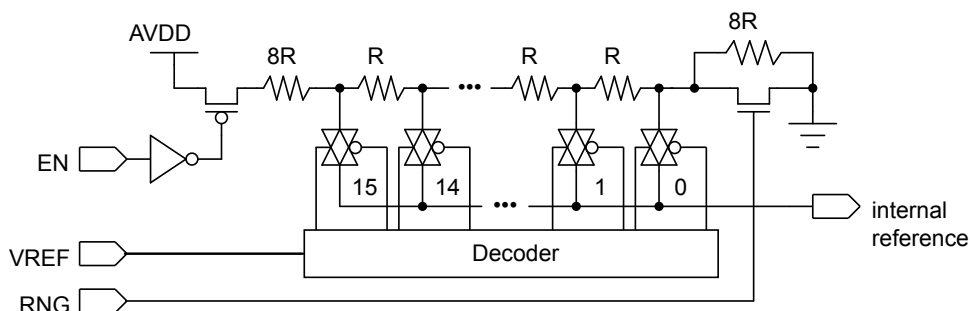 8R
AVDD
8R
R
R
R
EN
15
14
1
0
internal
reference
VREF
Decoder
RNG